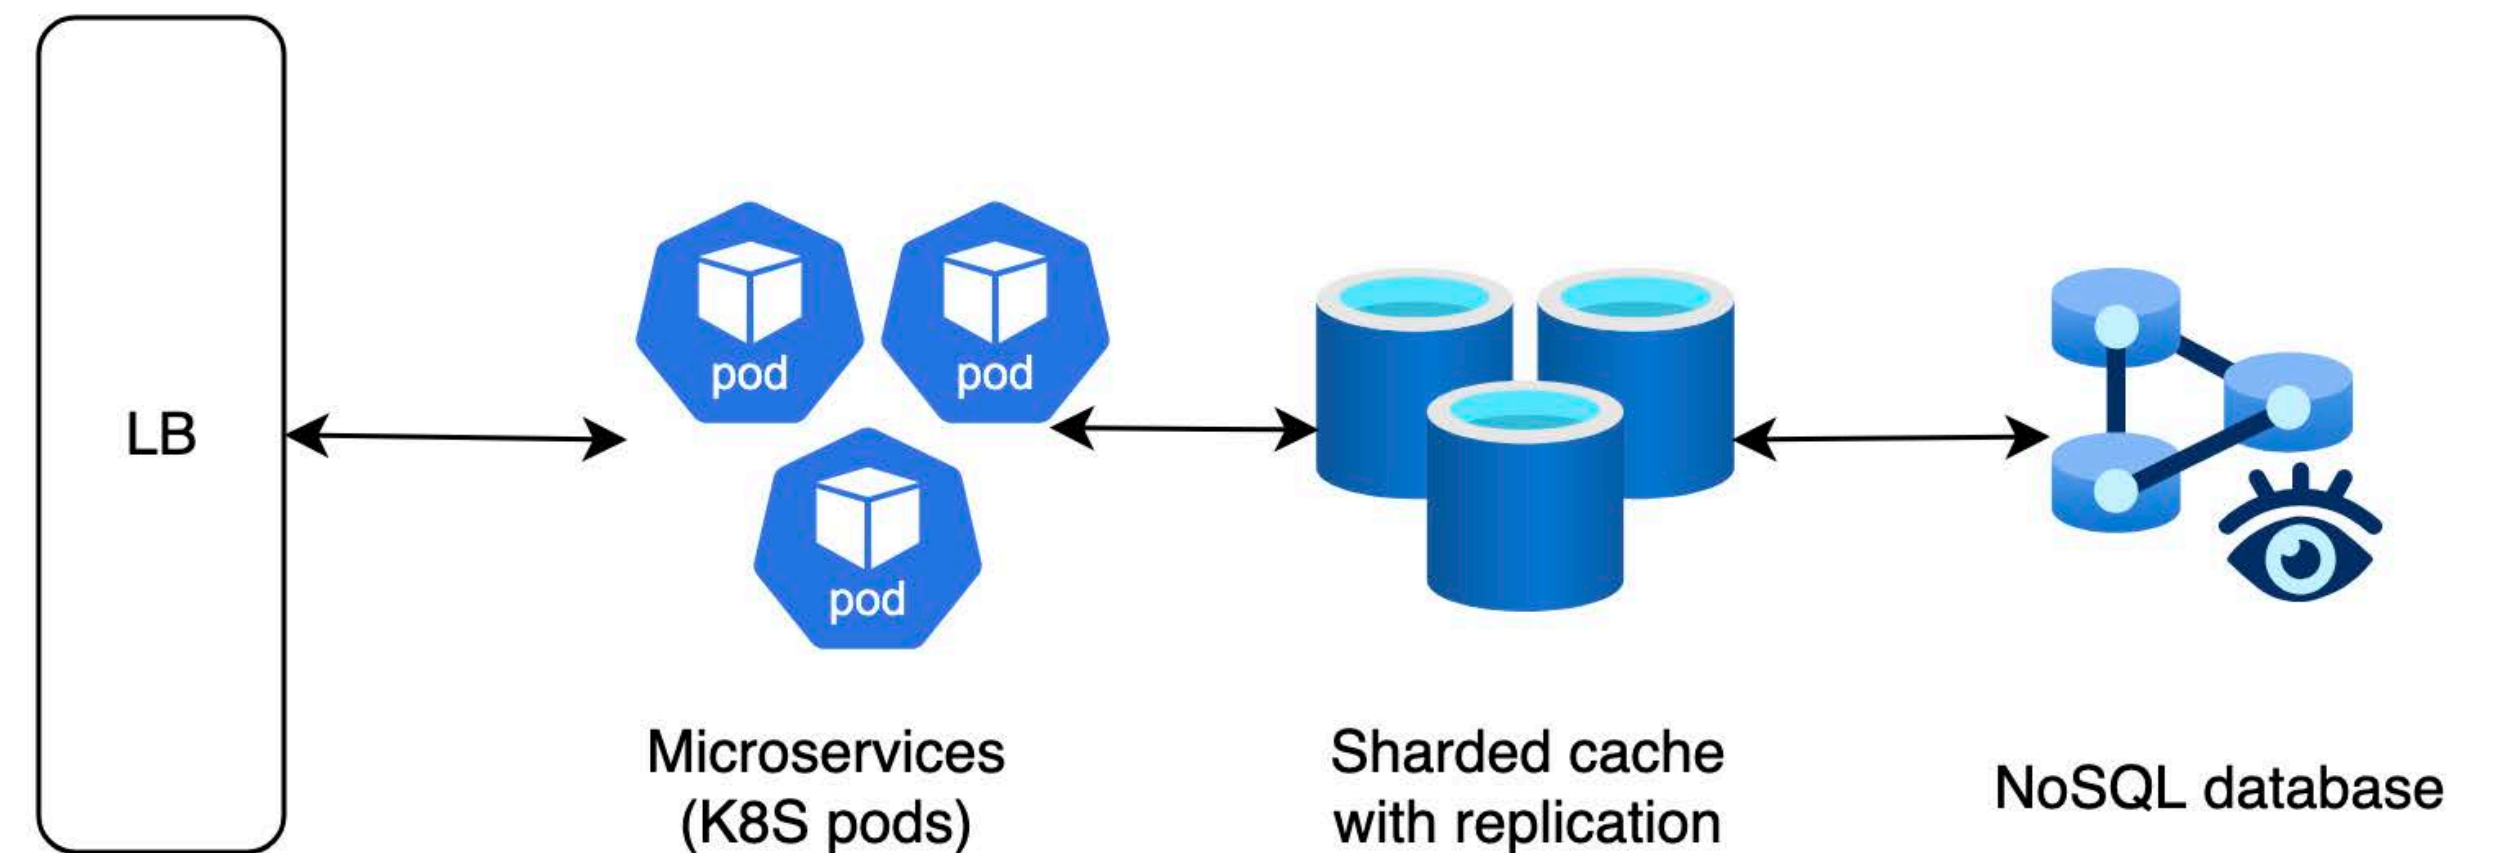 LB
pod
pod
pod
Microservices
(K8S pods)
Sharded cache
with replication
NoSQL database